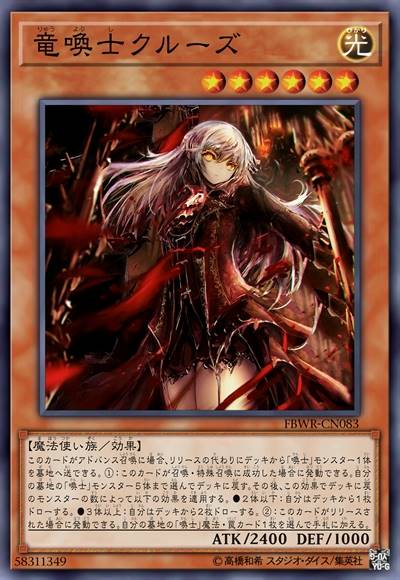 りゅう よび し
竜喚士クルーズ
ひかり
光
FBWR-CN083
【魔法使い族／効果】
このカードがアドバンス召喚に場合、リリースの代わりにデッキから「喚士」モンスター1体
を墓地へ送できる。①：このカードが召喚・特殊召喚に成功した場合に発動できる。自分
の墓地の「喚士」モンスター5体まで選んでデッキに戻す。その後、この効果でデッキに戻
のモンスターの数によって以下の効果を適用する。●2体以下：自分はデッキから1枚
ドローする。●3体以上：自分はデッキから2枚ドローする。②：このカードがリリースさ
れた場合に発動できる。自分の墓地の「喚士」魔法・罠カード1枚を選んで手札に加える。
ATK/2400 DEF/1000
58311349
©高橋和希 スタジオ・ダイス/集英社